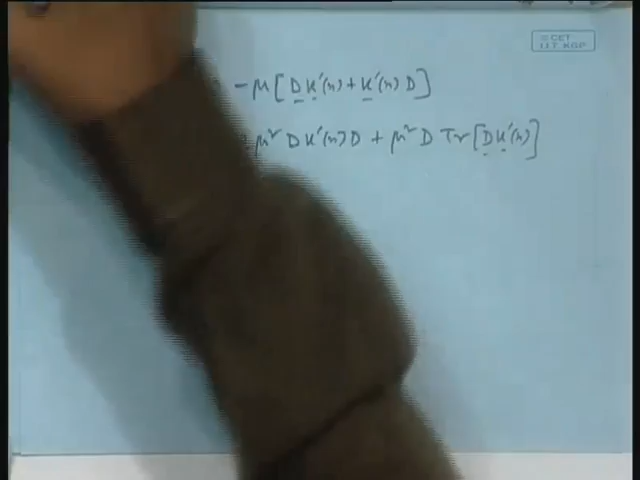 © CET
I.I.T. KGP
- μ [ D K'(n) + K'(n) D ]
μ² D K'(n) D + μ² D Tr [ D K'(n) ]